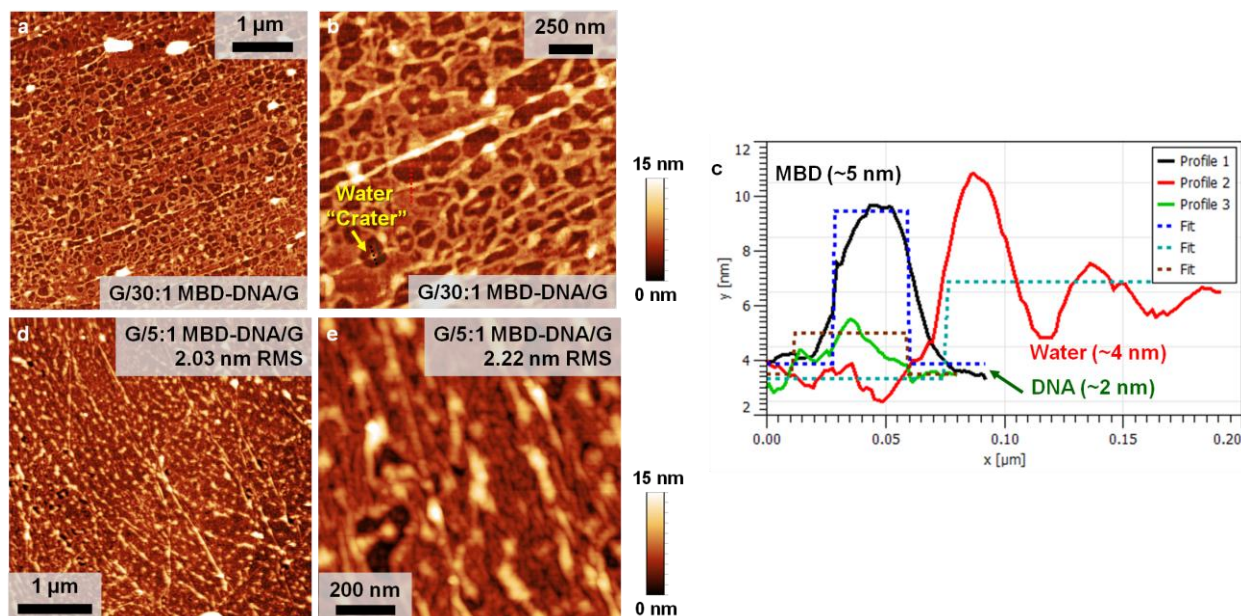 a
1 µm
G/30:1 MBD-DNA/G
b
250 nm
Water
“Crater”
G/30:1 MBD-DNA/G
15 nm
0 nm
c
12
10
8
6
4
2
y [nm]
MBD (~5 nm)
Profile 1
Profile 2
Profile 3
Fit
Fit
Fit
Water (~4 nm)
DNA (~2 nm)
0.00
0.05
0.10
0.15
0.20
x [µm]
d
G/5:1 MBD-DNA/G
2.03 nm RMS
1 µm
e
G/5:1 MBD-DNA/G
2.22 nm RMS
200 nm
15 nm
0 nm